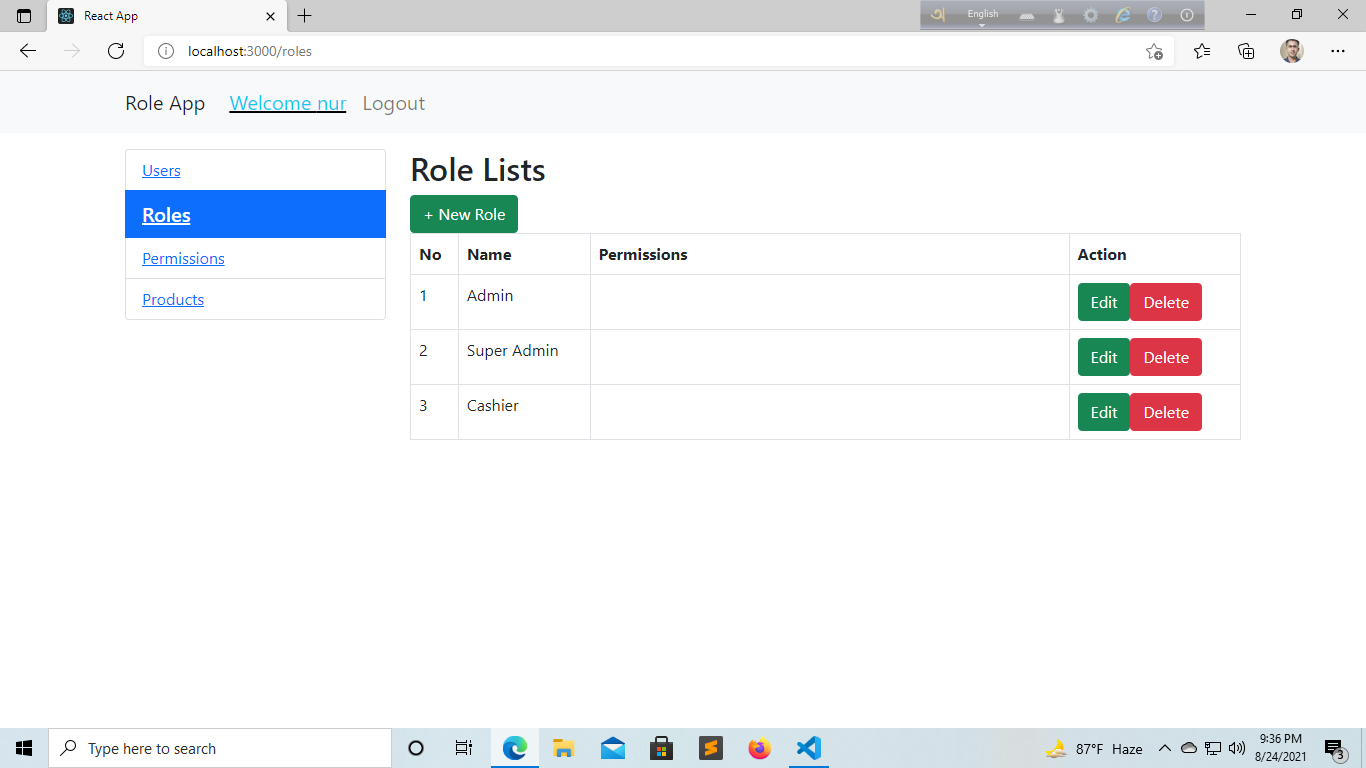 React App
অ
English
localhost:3000/roles
Role App Welcome nur Logout
Users
Roles
Permissions
Products
Role Lists
+ New Role
No Name Permissions Action
1 Admin Edit Delete
2 Super Admin Edit Delete
3 Cashier Edit Delete
Type here to search
87°F Haze
9:36 PM
8/24/2021
3